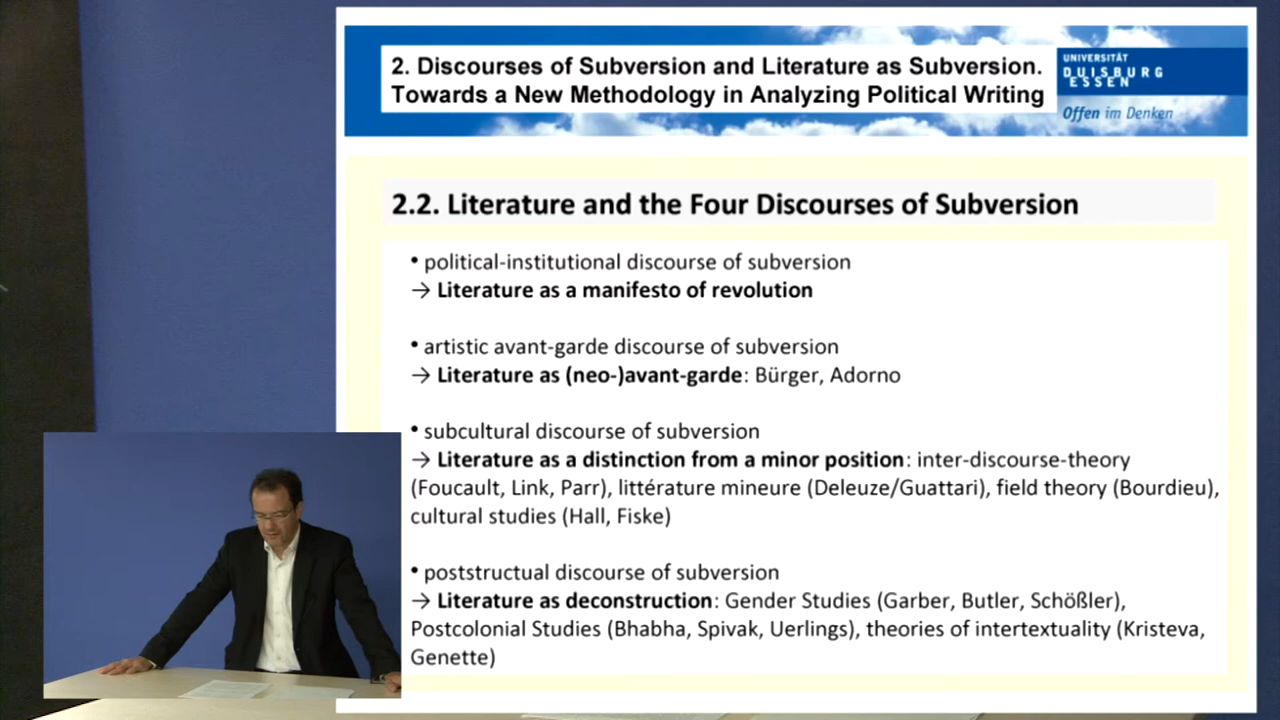 2. Discourses of Subversion and Literature as Subversion.
Towards a New Methodology in Analyzing Political Writing
UNIVERSITÄT
DUISBURG
ESSEN
Offen im Denken
2.2. Literature and the Four Discourses of Subversion
• political-institutional discourse of subversion
→ Literature as a manifesto of revolution
• artistic avant-garde discourse of subversion
→ Literature as (neo-)avant-garde: Bürger, Adorno
• subcultural discourse of subversion
→ Literature as a distinction from a minor position: inter-discourse-theory
(Foucault, Link, Parr), littérature mineure (Deleuze/Guattari), field theory (Bourdieu),
cultural studies (Hall, Fiske)
• poststructual discourse of subversion
→ Literature as deconstruction: Gender Studies (Garber, Butler, Schößler),
Postcolonial Studies (Bhabha, Spivak, Uerlings), theories of intertextuality (Kristeva,
Genette)